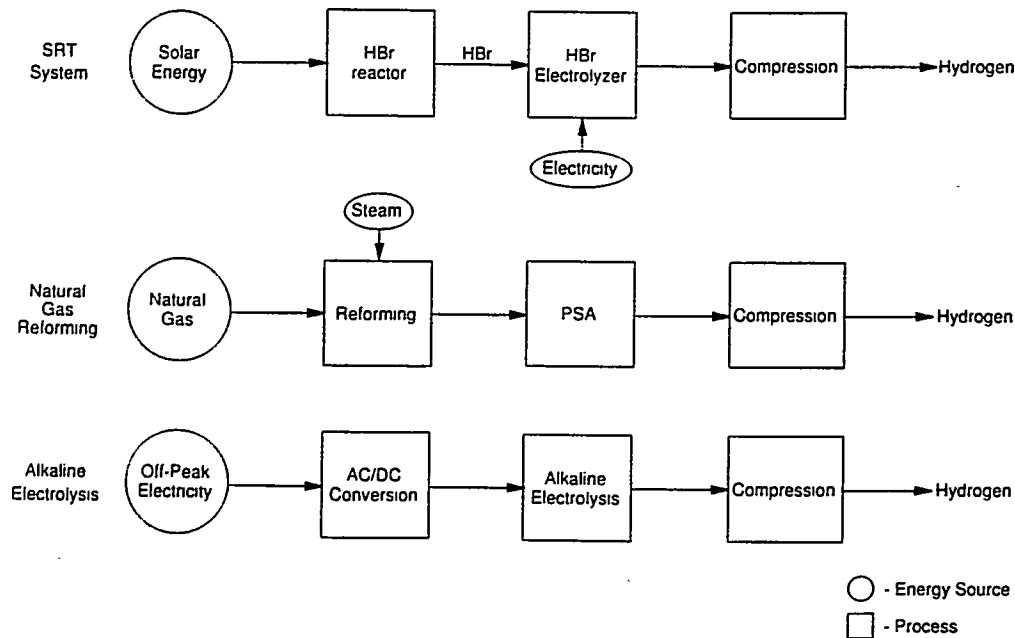 SRT
System
Solar
Energy
HBr
reactor
HBr
HBr
Electrolyzer
Compression
Hydrogen
Electricity
Steam
Natural
Gas
Reforming
Natural
Gas
Reforming
PSA
Compression
Hydrogen
Alkaline
Electrolysis
Off-Peak
Electricity
AC/DC
Conversion
Alkaline
Electrolysis
Compression
Hydrogen
- Energy Source
- Process